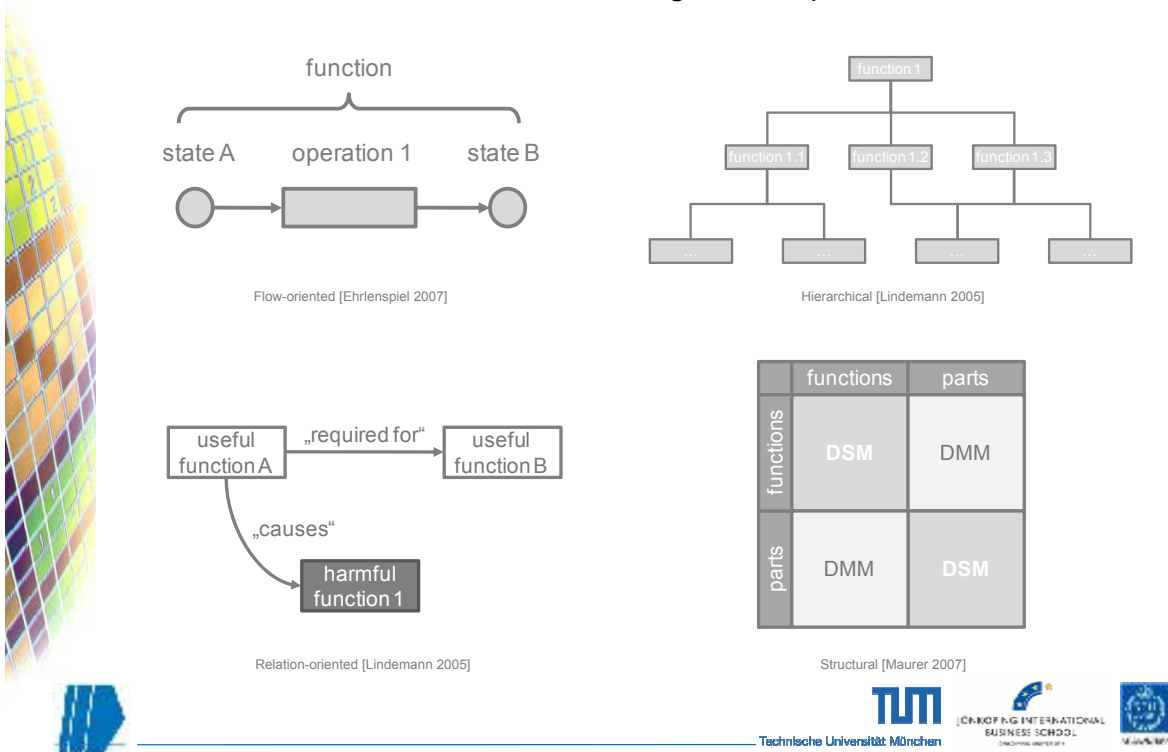 function
state A operation 1 state B
Flow-oriented [Ehrlenspiel 2007]
function 1
function 1.1 function 1.2 function 1.3
... ... ... ...
Hierarchical [Lindemann 2005]
useful
function A
„required for“
useful
function B
„causes“
harmful
function 1
Relation-oriented [Lindemann 2005]
functions parts
functions
DSM DMM
parts
DMM DSM
Structural [Maurer 2007]
TUM
Technische Universität München
JÖNKÖPING INTERNATIONAL
BUSINESS SCHOOL